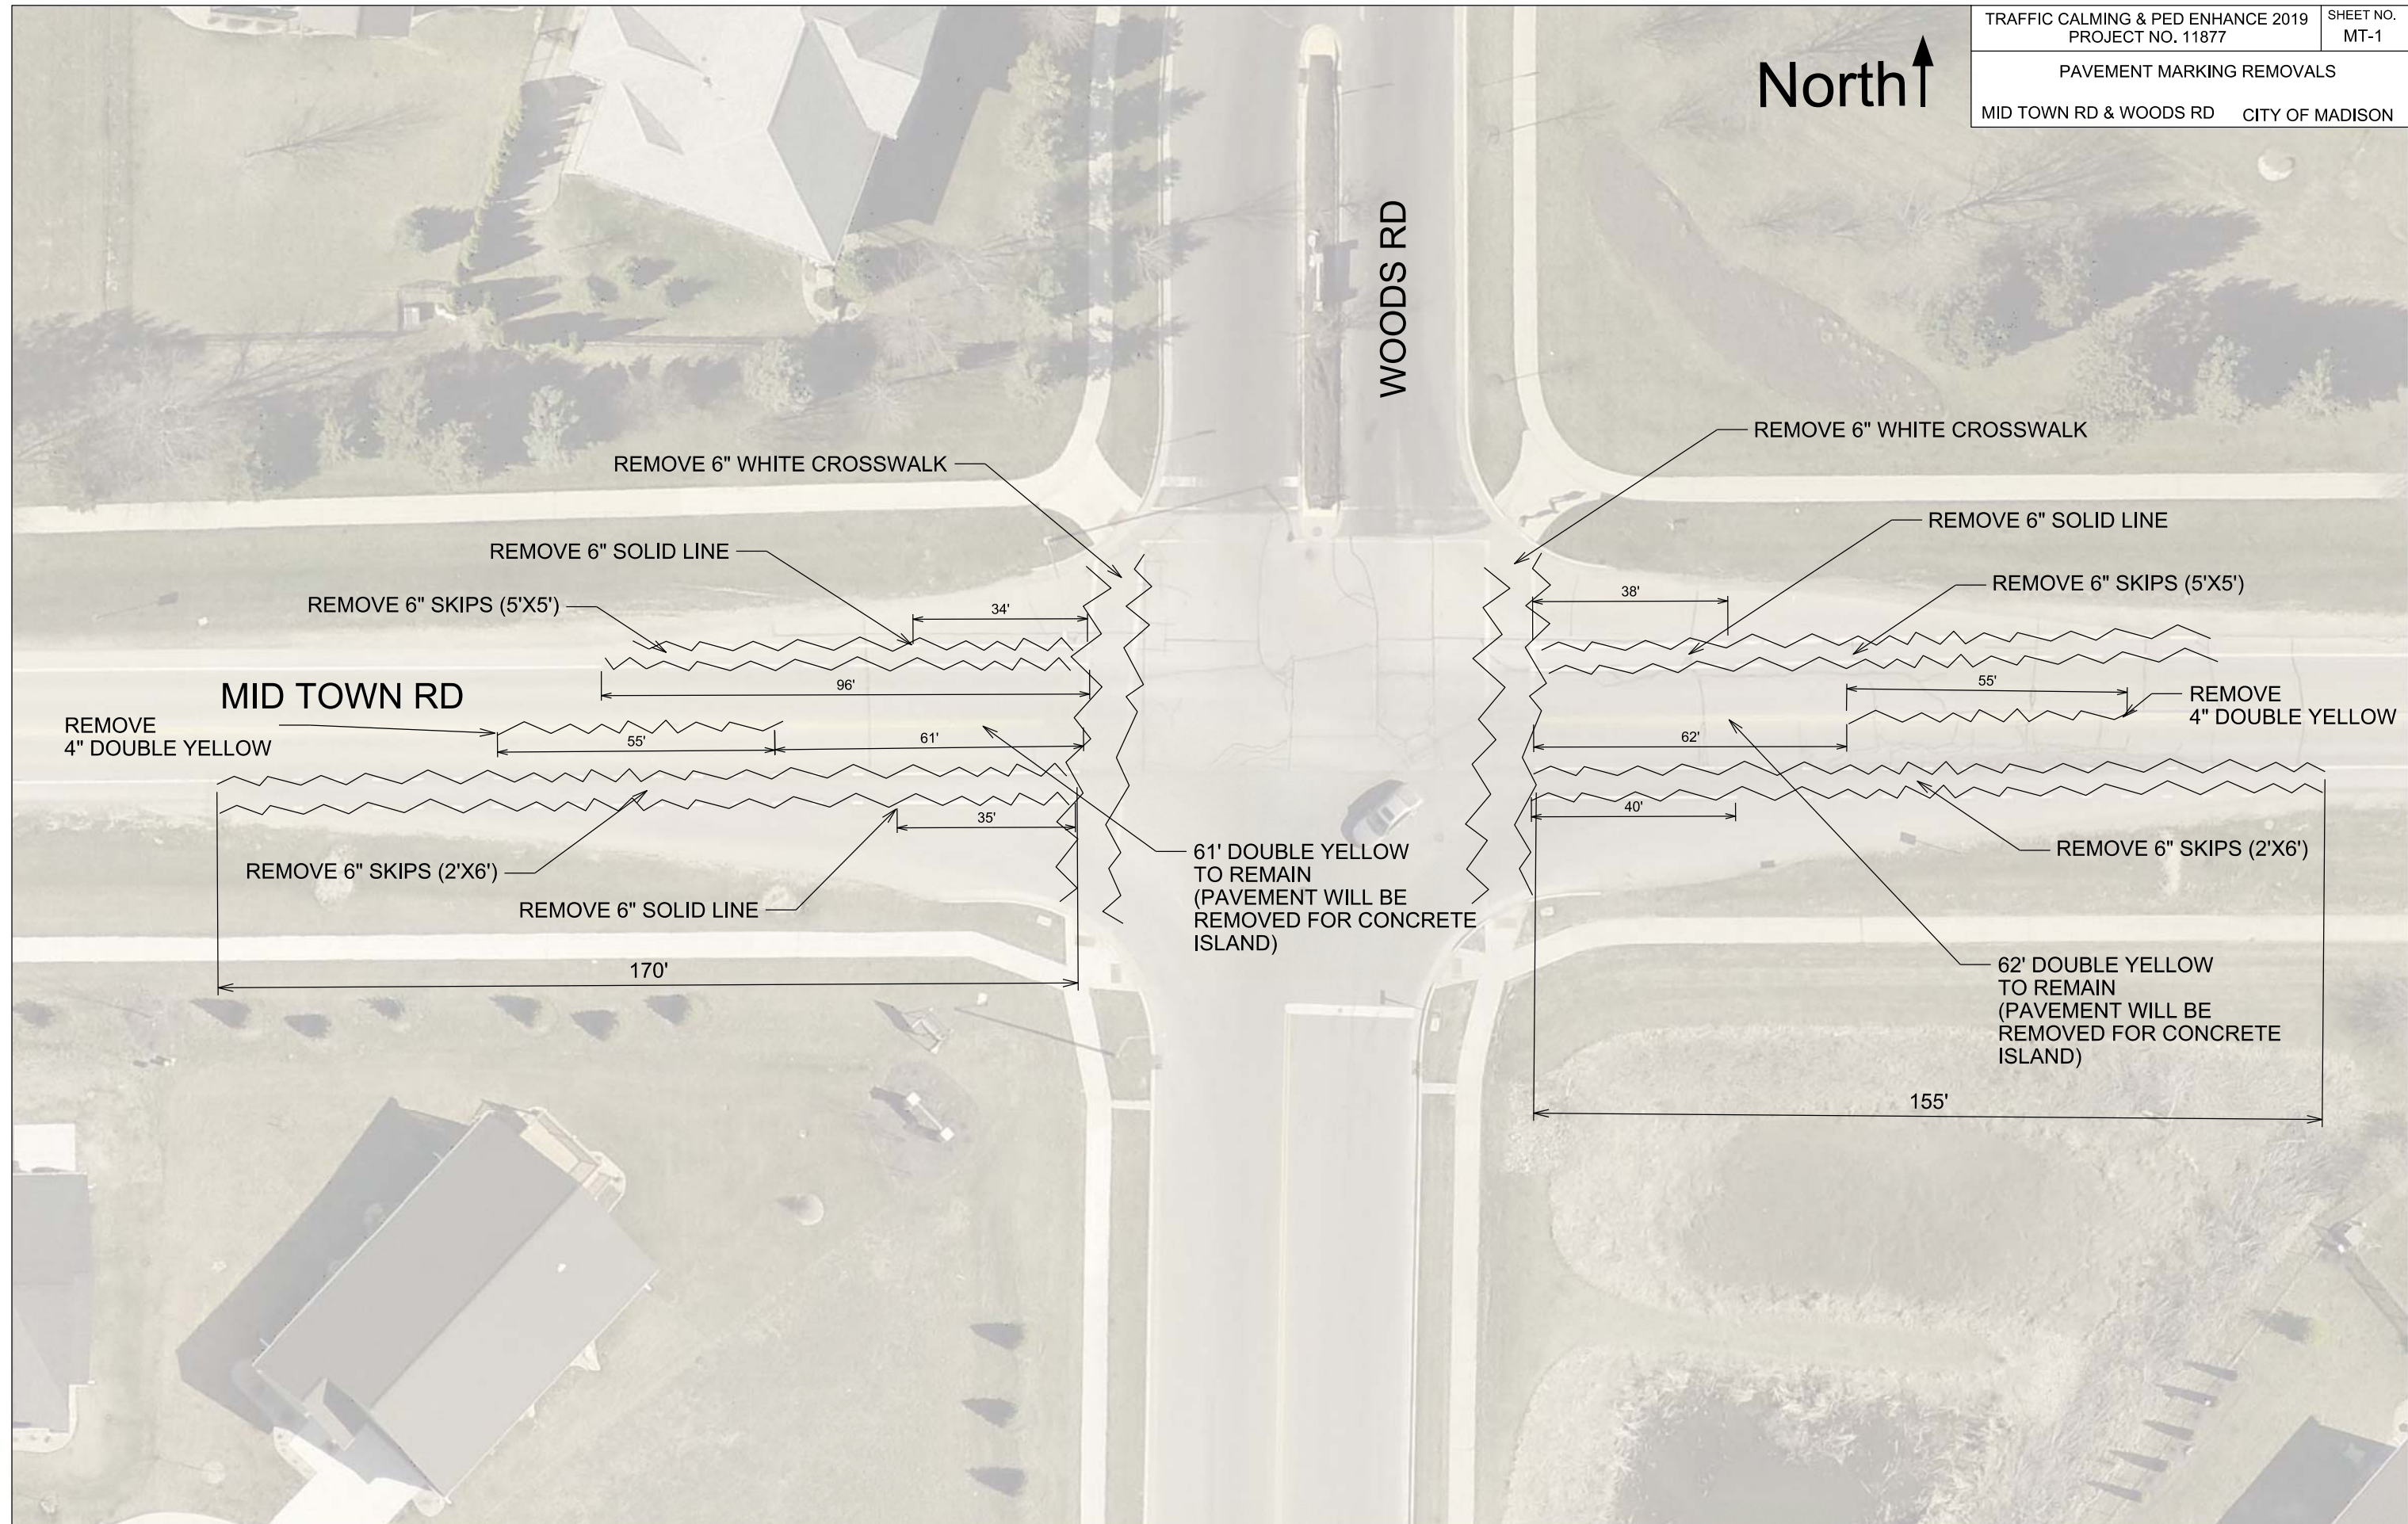 TRAFFIC CALMING & PED ENHANCE 2019
PROJECT NO. 11877
SHEET NO.
MT-1
PAVEMENT MARKING REMOVALS
MID TOWN RD & WOODS RD CITY OF MADISON
North
WOODS RD
REMOVE 6" WHITE CROSSWALK
REMOVE 6" WHITE CROSSWALK
REMOVE 6" SOLID LINE
REMOVE 6" SOLID LINE
REMOVE 6" SKIPS (5'X5')
REMOVE 6" SKIPS (5'X5')
34'
38'
96'
55'
MID TOWN RD
REMOVE
4" DOUBLE YELLOW
REMOVE
4" DOUBLE YELLOW
55'
61'
62'
35'
40'
REMOVE 6" SKIPS (2'X6')
REMOVE 6" SOLID LINE
61' DOUBLE YELLOW
TO REMAIN
(PAVEMENT WILL BE
REMOVED FOR CONCRETE
ISLAND)
REMOVE 6" SKIPS (2'X6')
62' DOUBLE YELLOW
TO REMAIN
(PAVEMENT WILL BE
REMOVED FOR CONCRETE
ISLAND)
170'
155'